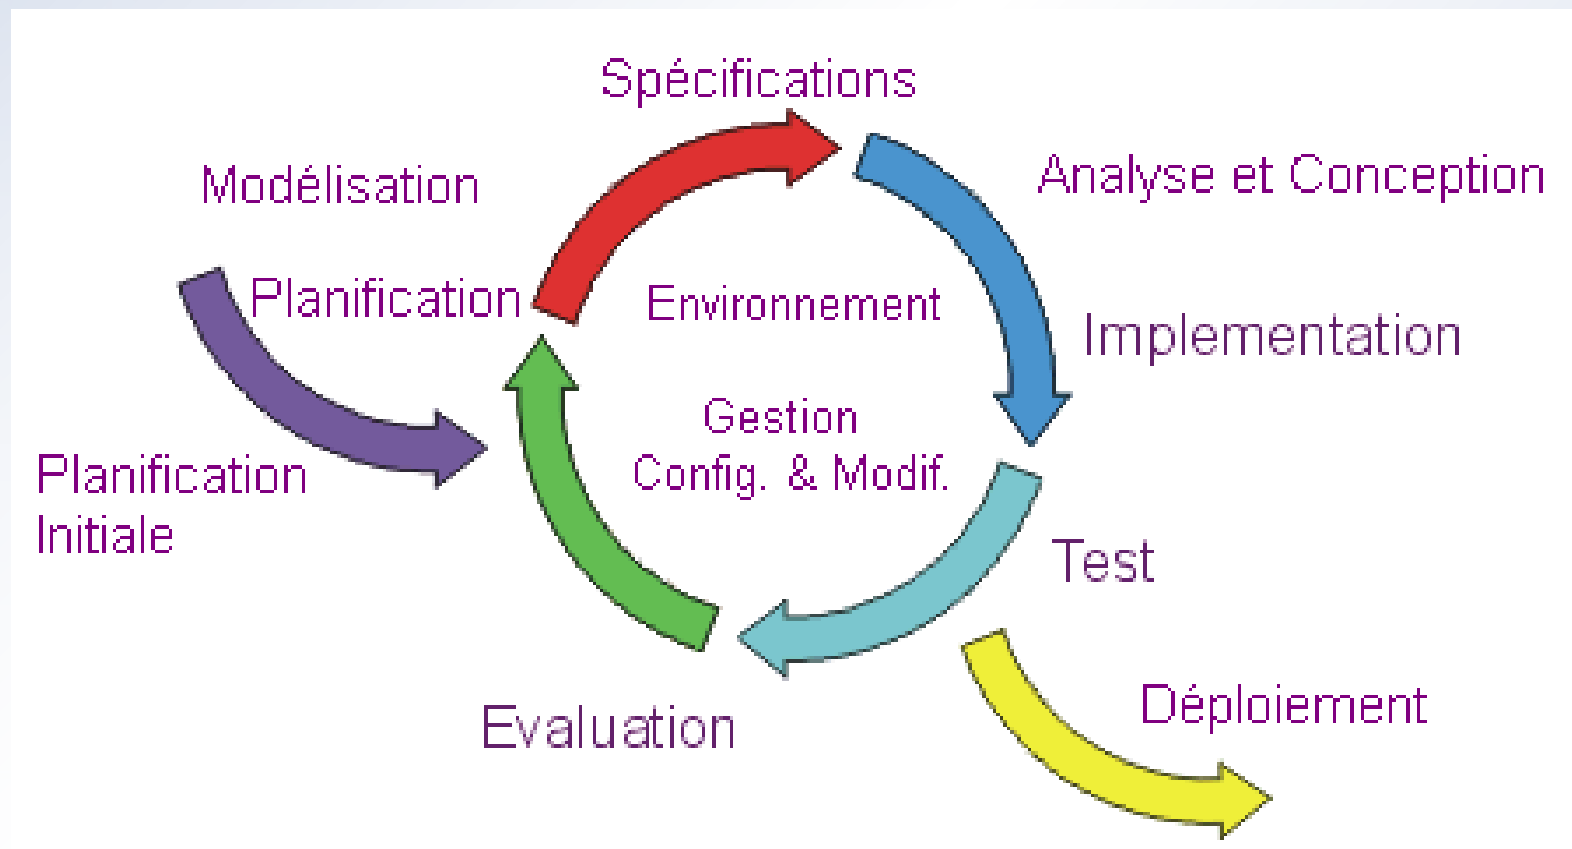 Spécifications
Modélisation
Analyse et Conception
Planification
Environnement
Implementation
Gestion
Config. & Modif.
Planification
Initiale
Test
Déploiement
Evaluation